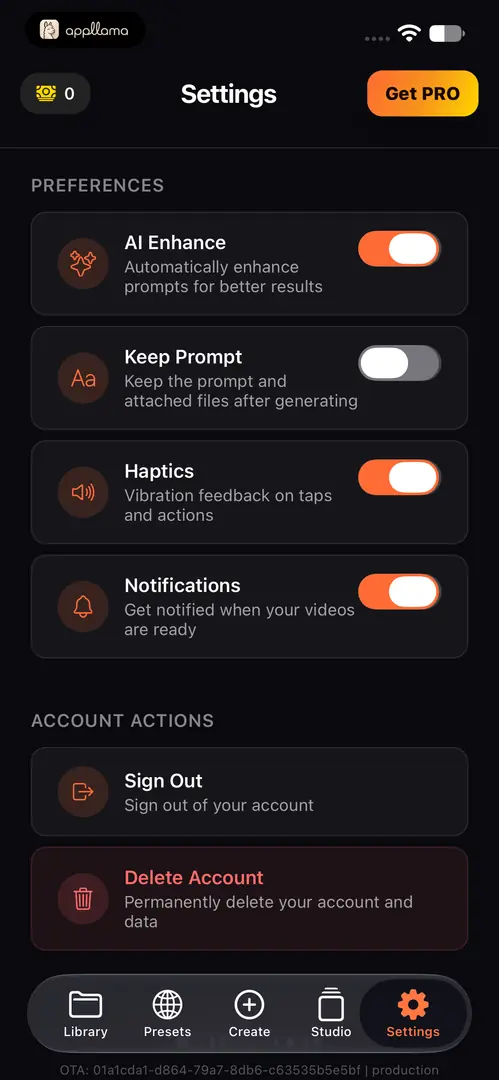 appllama
0
Settings
Get PRO
PREFERENCES
AI Enhance
Automatically enhance
prompts for better results
Keep Prompt
Aa
Keep the prompt and
attached files after generating
Haptics
Vibration feedback on taps
and actions
Notifications
Get notified when your videos
are ready
ACCOUNT ACTIONS
Sign Out
Sign out of your account
Delete Account
Permanently delete your account and
data
Library
Presets
Create
Studio
Settings
OTA: 01a1cda1-d864-79a7-8db6-c63535b5e5bf | production